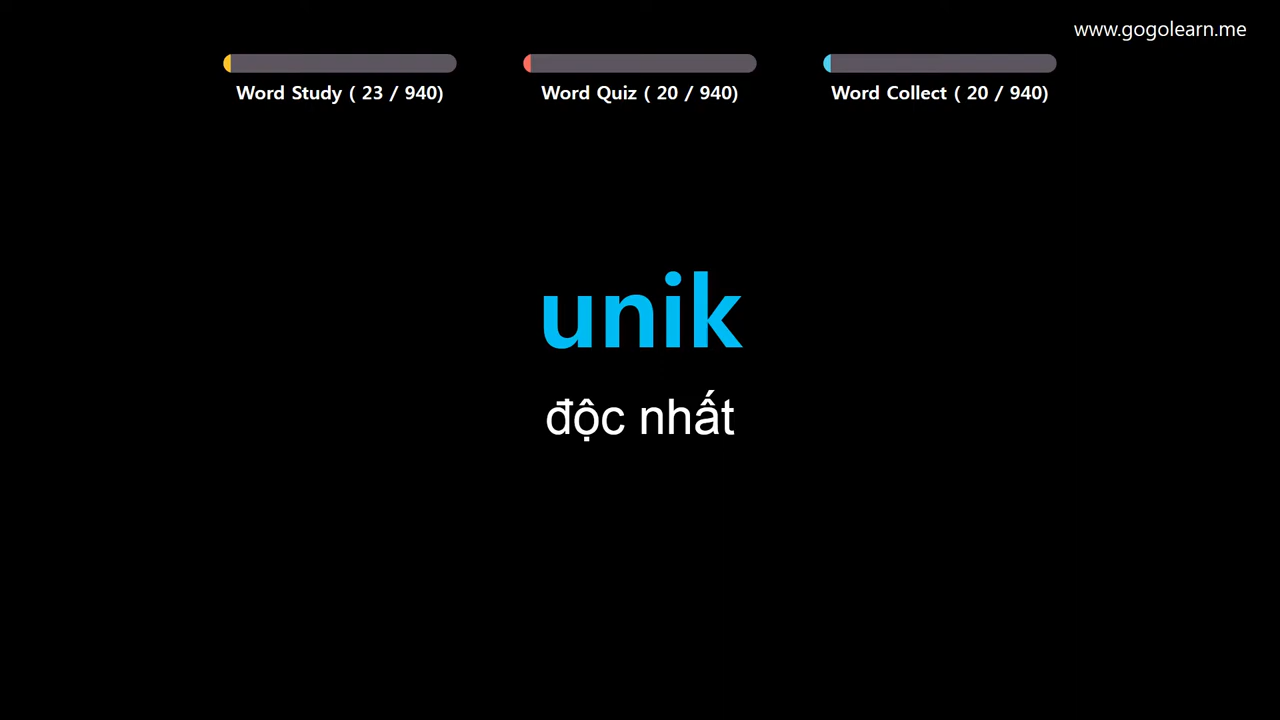 www.gogolearn.me
Word Study ( 23 / 940)
Word Quiz ( 20 / 940)
Word Collect ( 20 / 940)
unik
độc nhất